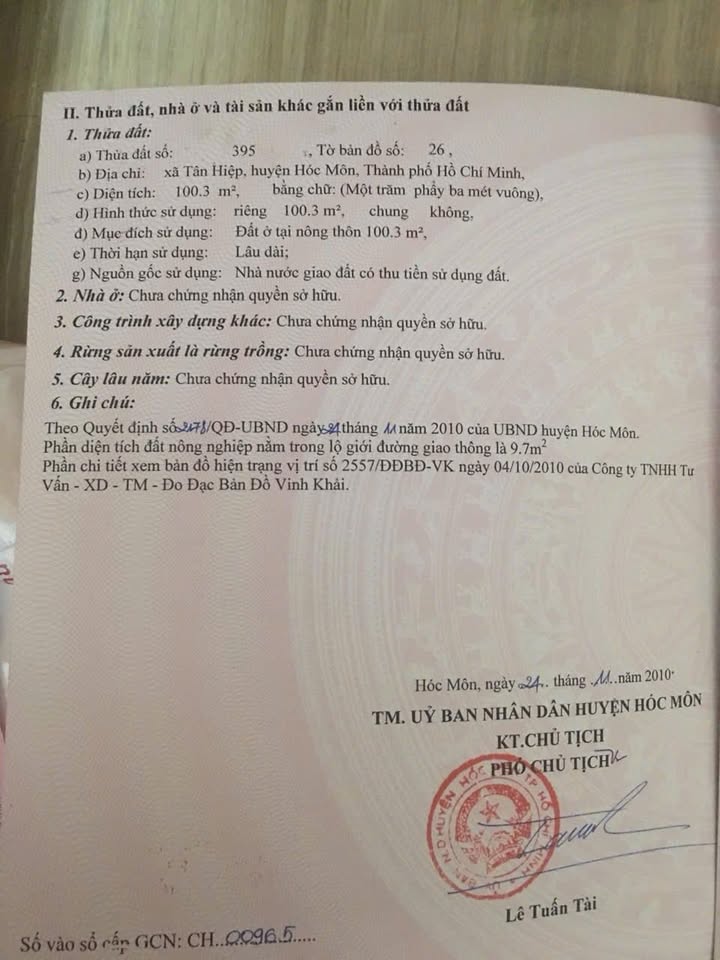 II. Thửa đất, nhà ở và tài sản khác gắn liền với thửa đất
1. Thửa đất:
a) Thửa đất số: 395 , Tờ bản đồ số: 26 ,
b) Địa chỉ: xã Tân Hiệp, huyện Hóc Môn, Thành phố Hồ Chí Minh,
c) Diện tích: 100.3 m², bằng chữ: (Một trăm phẩy ba mét vuông),
d) Hình thức sử dụng: riêng 100.3 m², chung không,
đ) Mục đích sử dụng: Đất ở tại nông thôn 100.3 m²,
e) Thời hạn sử dụng: Lâu dài;
g) Nguồn gốc sử dụng: Nhà nước giao đất có thu tiền sử dụng đất.
2. Nhà ở: Chưa chứng nhận quyền sở hữu.
3. Công trình xây dựng khác: Chưa chứng nhận quyền sở hữu.
4. Rừng sản xuất là rừng trồng: Chưa chứng nhận quyền sở hữu.
5. Cây lâu năm: Chưa chứng nhận quyền sở hữu.
6. Ghi chú:
Theo Quyết định số /QĐ-UBND ngày 24 tháng 11 năm 2010 của UBND huyện Hóc Môn.
Phần diện tích đất nông nghiệp nằm trong lộ giới đường giao thông là 9.7m²
Phần chi tiết xem bản đồ hiện trạng vị trí số 2557/ĐĐBĐ-VK ngày 04/10/2010 của Công ty TNHH Tư
Vấn - XD - TM - Đo Đạc Bản Đồ Vinh Khải.
Hóc Môn, ngày 24 tháng 11 năm 2010
TM. UỶ BAN NHÂN DÂN HUYỆN HÓC MÔN
KT.CHỦ TỊCH
PHÓ CHỦ TỊCH
Lê Tuấn Tài
Số vào sổ cấp GCN: CH..00965.....